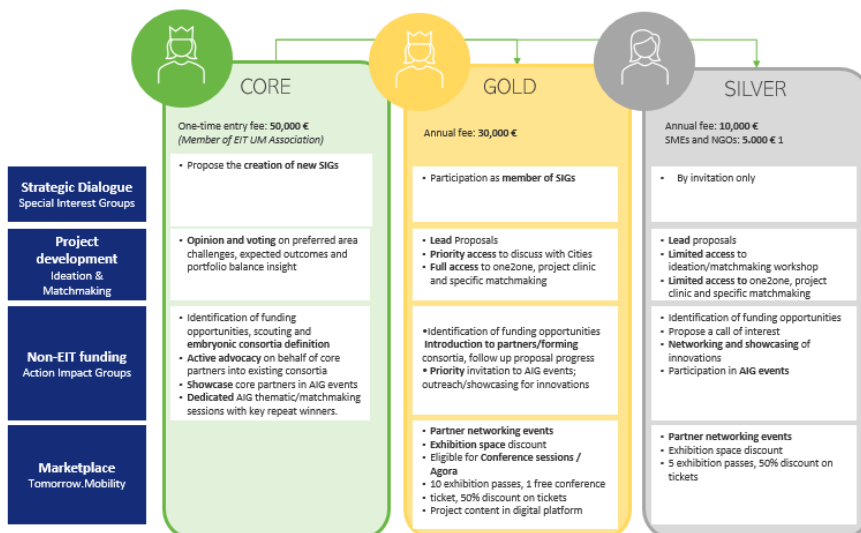 CORE
GOLD
SILVER
One-time entry fee: 50,000 €
(Member of EIT UM Association)
Annual fee: 30,000 €
Annual fee: 10,000 €
SMEs and NGOs: 5.000 € 1
Strategic Dialogue
Special Interest Groups
• Propose the creation of new SIGs
• Participation as member of SIGs
• By invitation only
Project
development
Ideation &
Matchmaking
• Opinion and voting on preferred area
challenges, expected outcomes and
portfolio balance insight
• Lead Proposals
• Priority access to discuss with Cities
• Full access to one2one, project clinic
and specific matchmaking
• Lead proposals
• Limited access to
ideation/matchmaking workshop
• Limited access to one2one, project
clinic and specific matchmaking
Non-EIT funding
Action Impact Groups
• Identification of funding
opportunities, scouting and
embryonic consortia definition
• Active advocacy on behalf of core
partners into existing consortia
• Showcase core partners in AIG events
• Dedicated AIG thematic/matchmaking
sessions with key repeat winners.
•Identification of funding opportunities
Introduction to partners/forming
consortia, follow up proposal progress
• Priority invitation to AIG events;
outreach/showcasing for innovations
• Identification of funding opportunities
• Propose a call of interest
• Networking and showcasing of
innovations
• Participation in AIG events
Marketplace
Tomorrow.Mobility
• Partner networking events
• Exhibition space discount
• Eligible for Conference sessions /
Agora
• 10 exhibition passes, 1 free conference
• ticket, 50% discount on tickets
• Project content in digital platform
• Partner networking events
• Exhibition space discount
• 5 exhibition passes, 50% discount on
tickets